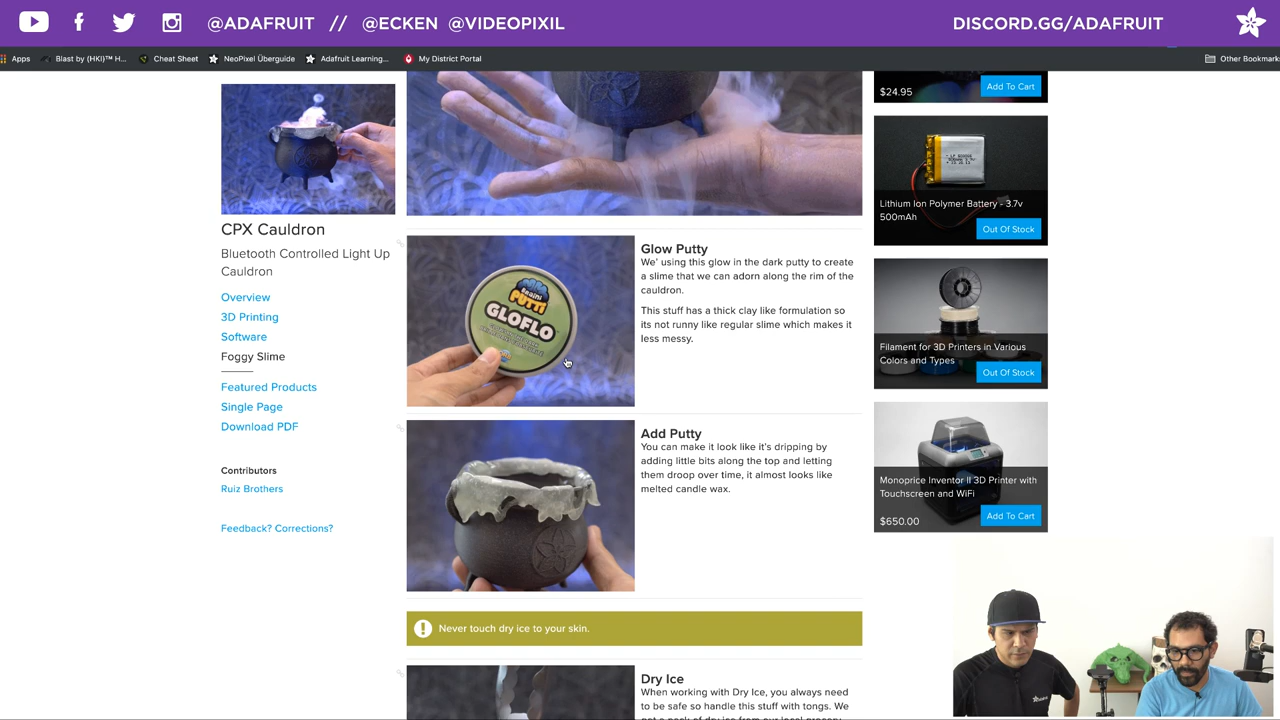 @ADAFRUIT // @ECKEN @VIDEOPIXIL
DISCORD.GG/ADAFRUIT
Apps
Blast by (HKI)™ H...
Cheat Sheet
NeoPixel Überguide
Adafruit Learning...
My District Portal
Other Bookmark
CPX Cauldron
Bluetooth Controlled Light Up
Cauldron
Overview
3D Printing
Software
Foggy Slime
Featured Products
Single Page
Download PDF
Contributors
Ruiz Brothers
Feedback? Corrections?
PUTTI
GLOFLO
Glow Putty
We' using this glow in the dark putty to create
a slime that we can adorn along the rim of the
cauldron.
This stuff has a thick clay like formulation so
its not runny like regular slime which makes it
less messy.
Add Putty
You can make it look like it's dripping by
adding little bits along the top and letting
them droop over time, it almost looks like
melted candle wax.
Never touch dry ice to your skin.
Dry Ice
When working with Dry Ice, you always need
to be safe so handle this stuff with tongs. We
$24.95
Add To Cart
Lithium Ion Polymer Battery - 3.7v
500mAh
Out Of Stock
Filament for 3D Printers in Various
Colors and Types
Out Of Stock
Monoprice Inventor II 3D Printer with
Touchscreen and WiFi
$650.00
Add To Cart